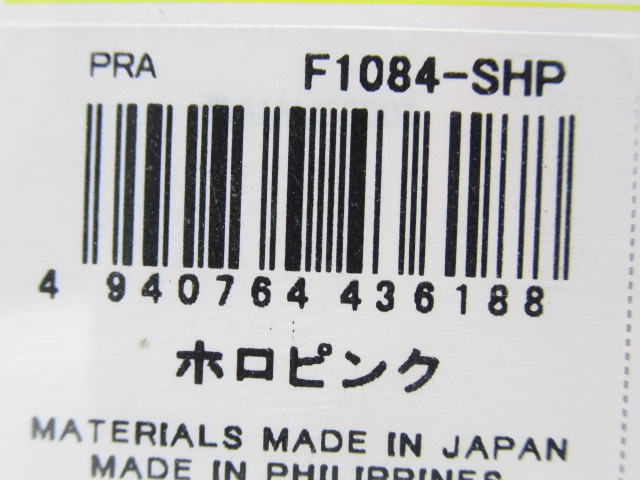 PRA F1084-SHP
4 940764 436188
ホロピンク
MATERIALS MADE IN JAPAN
MADE IN PHILIPPINES